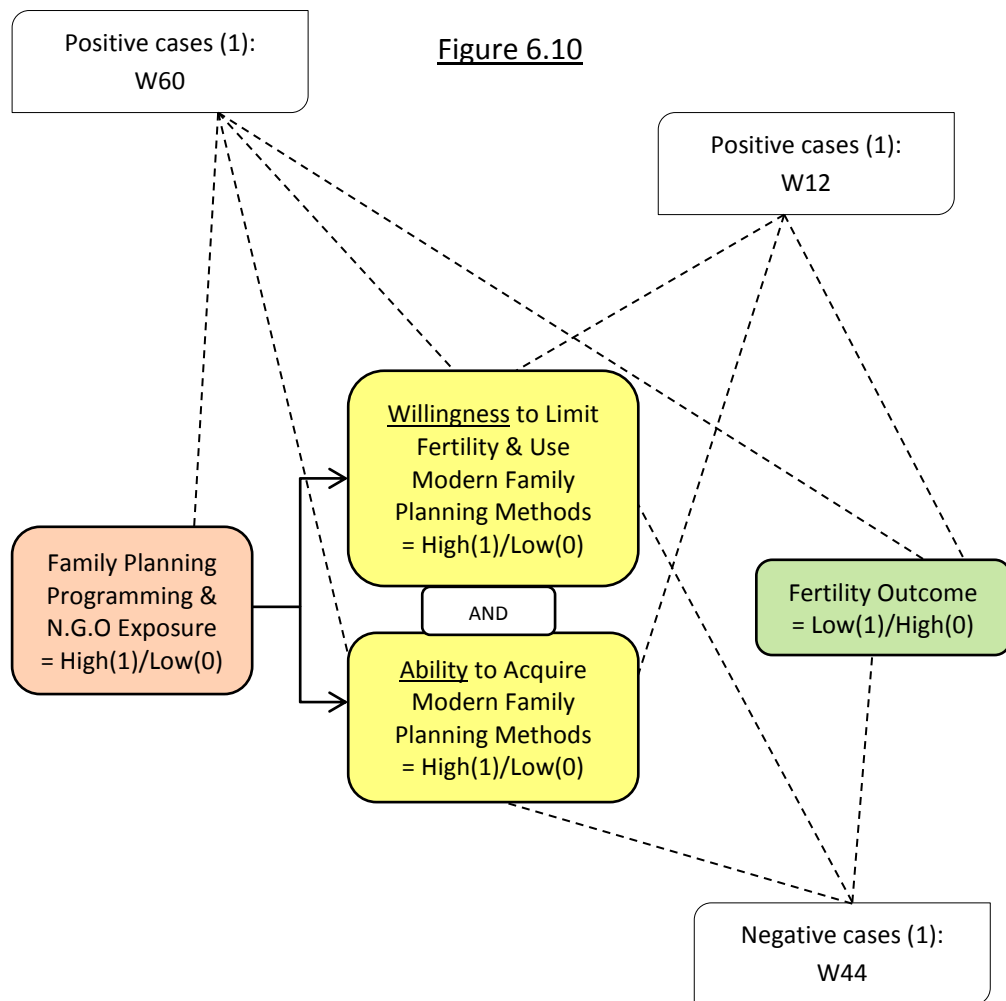 Positive cases (1):
W60
Figure 6.10
Positive cases (1):
W12
Willingness to Limit
Fertility & Use
Modern Family
Planning Methods
= High(1)/Low(0)
Family Planning
Programming &
N.G.O Exposure
= High(1)/Low(0)
AND
Fertility Outcome
= Low(1)/High(0)
Ability to Acquire
Modern Family
Planning Methods
= High(1)/Low(0)
Negative cases (1):
W44